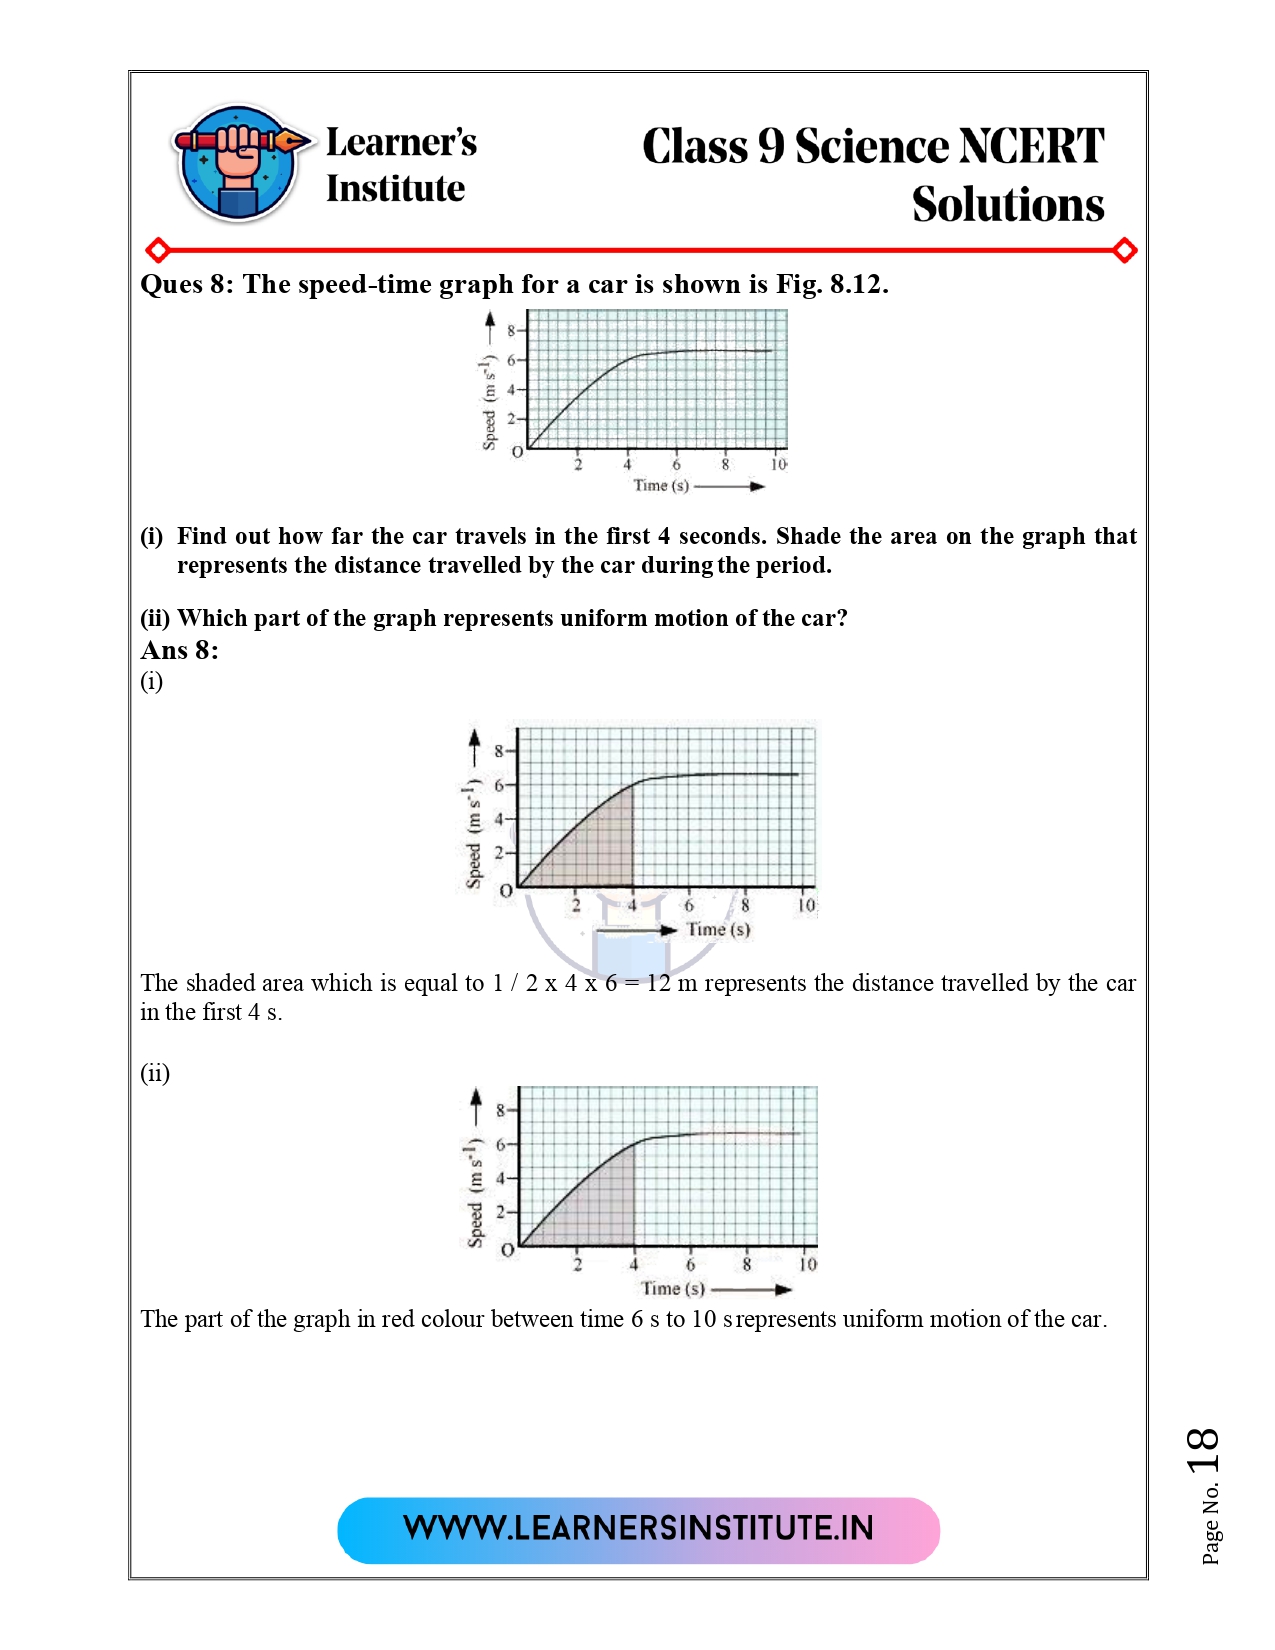 Learner's
Institute
Class 9 Science NCERT
Solutions
Ques 8: The speed-time graph for a car is shown is Fig. 8.12.
Speed (m s-1)
8
6
4
2
O
2 4 6 8 10
Time (s)
(i) Find out how far the car travels in the first 4 seconds. Shade the area on the graph that
represents the distance travelled by the car during the period.
(ii) Which part of the graph represents uniform motion of the car?
Ans 8:
(i)
Speed (m s-1)
8
6
4
2
O
2 4 6 8 10
Time (s)
The shaded area which is equal to 1 / 2 x 4 x 6 = 12 m represents the distance travelled by the car
in the first 4 s.
(ii)
Speed (m s-1)
8
6
4
2
O
2 4 6 8 10
Time (s)
The part of the graph in red colour between time 6 s to 10 s represents uniform motion of the car.
WWW.LEARNERSINSTITUTE.IN
Page No. 18